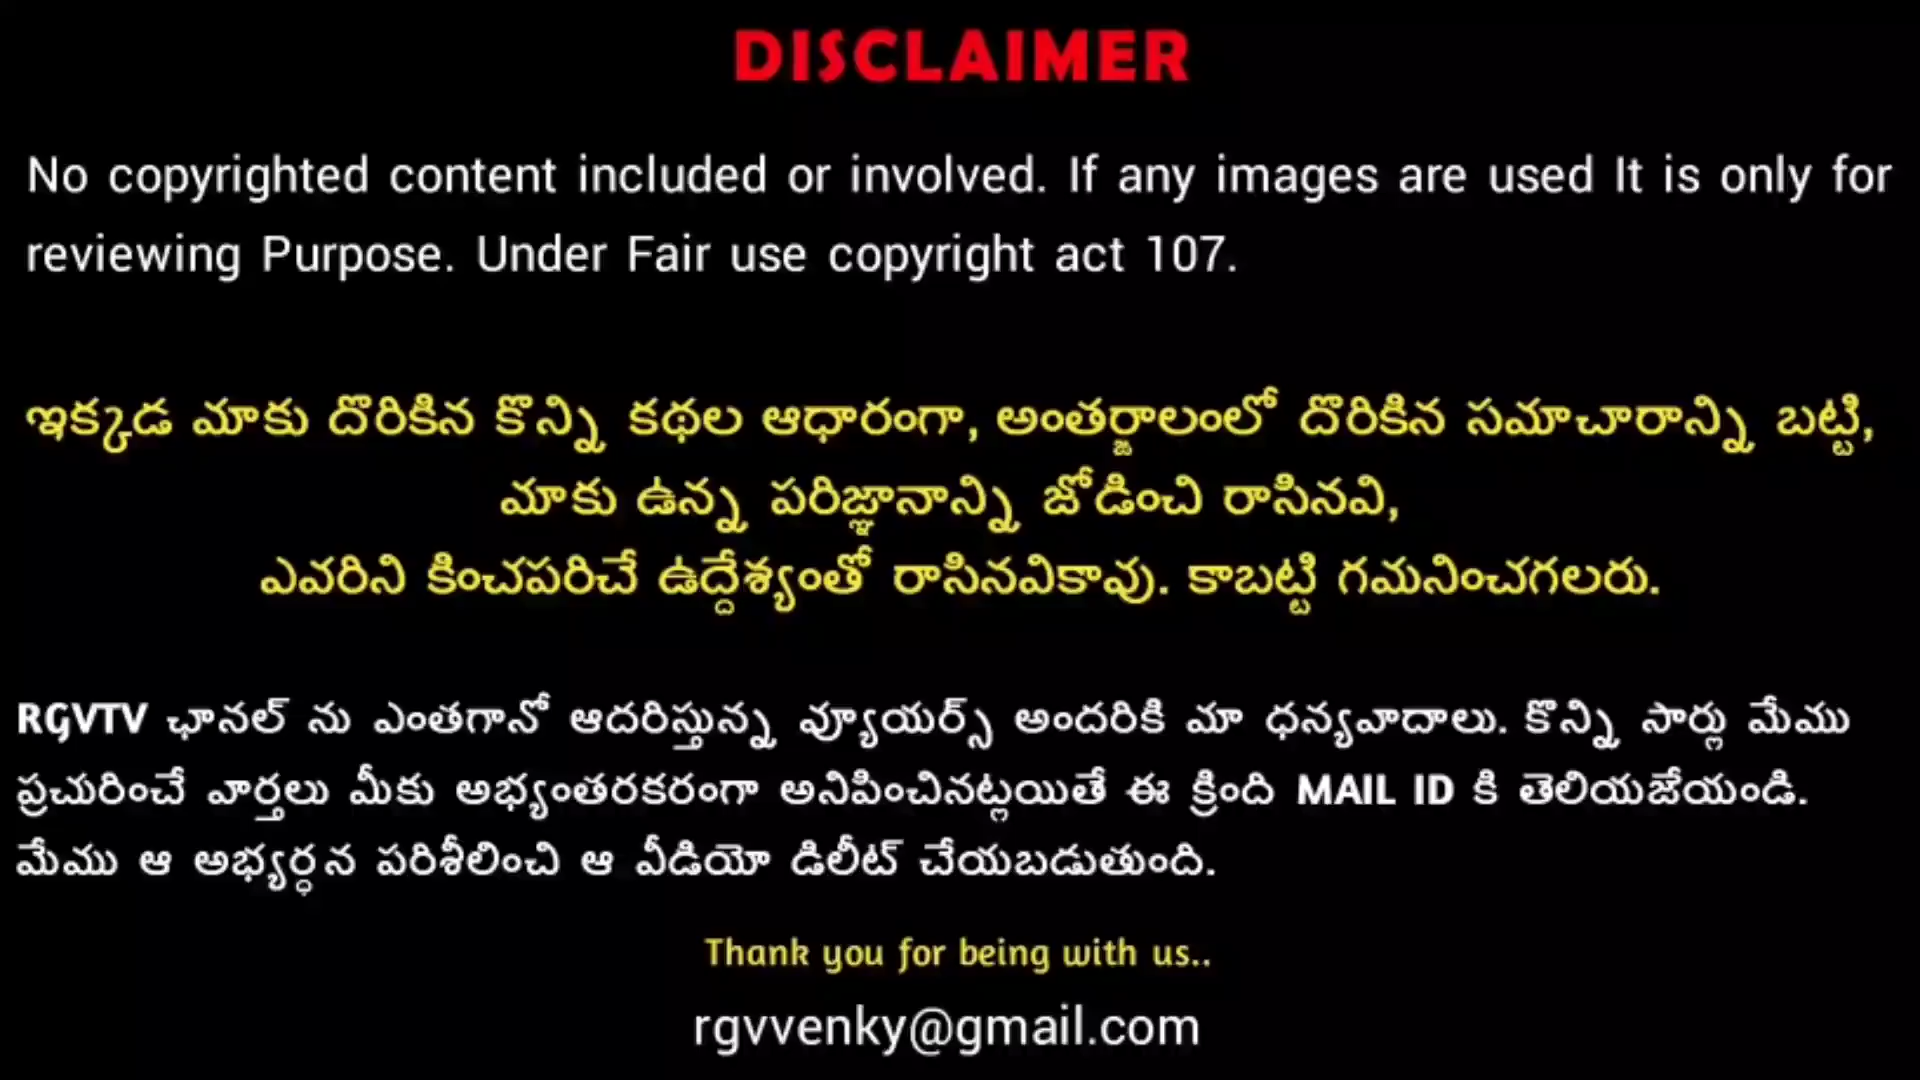 DISCLAIMER
No copyrighted content included or involved. If any images are used It is only for
reviewing Purpose. Under Fair use copyright act 107.
ఇక్కడ మాకు దొరికిన కొన్ని కథల ఆధారంగా, అంతర్జాలంలో దొరికిన సమాచారాన్ని బట్టి,
మాకు ఉన్న పరిజ్ఞానాన్ని జోడించి రాసినవి,
ఎవరిని కించపరిచే ఉద్దేశ్యంతో రాసినవికావు. కాబట్టి గమనించగలరు.
RGVTV ఛానల్ ను ఎంతగానో ఆదరిస్తున్న వ్యూయర్స్ అందరికి మా ధన్యవాదాలు. కొన్ని సార్లు మేము
ప్రచురించే వార్తలు మీకు అభ్యంతరకరంగా అనిపించినట్లయితే ఈ క్రింది MAIL ID కి తెలియజేయండి.
మేము ఆ అభ్యర్ధన పరిశీలించి ఆ వీడియో డిలీట్ చేయబడుతుంది.
Thank you for being with us..
rgvvenky@gmail.com